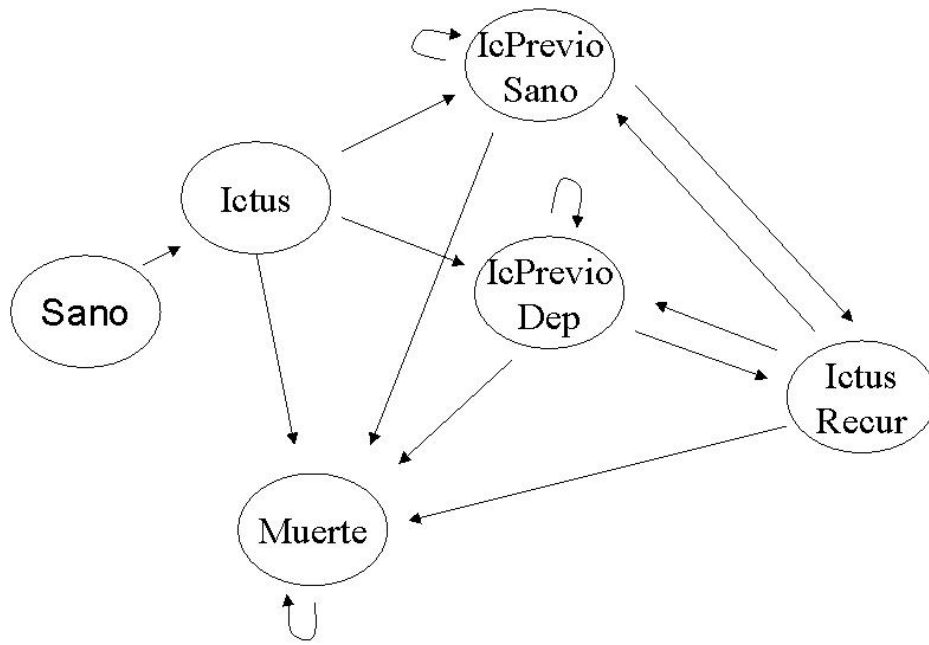 IcPrevio
Sano
Ictus
Sano
IcPrevio
Dep
Ictus
Recur
Muerte